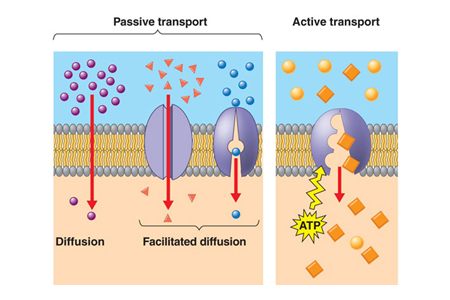 Passive transport
Active transport
Diffusion
Facilitated diffusion
ATP